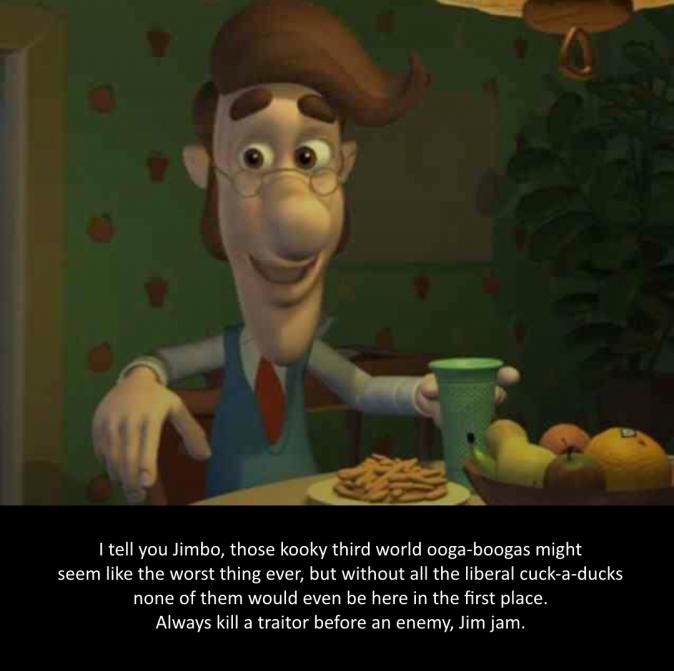 I tell you Jimbo, those kooky third world ooga-boogas might
seem like the worst thing ever, but without all the liberal cuck-a-ducks
none of them would even be here in the first place.
Always kill a traitor before an enemy, Jim jam.